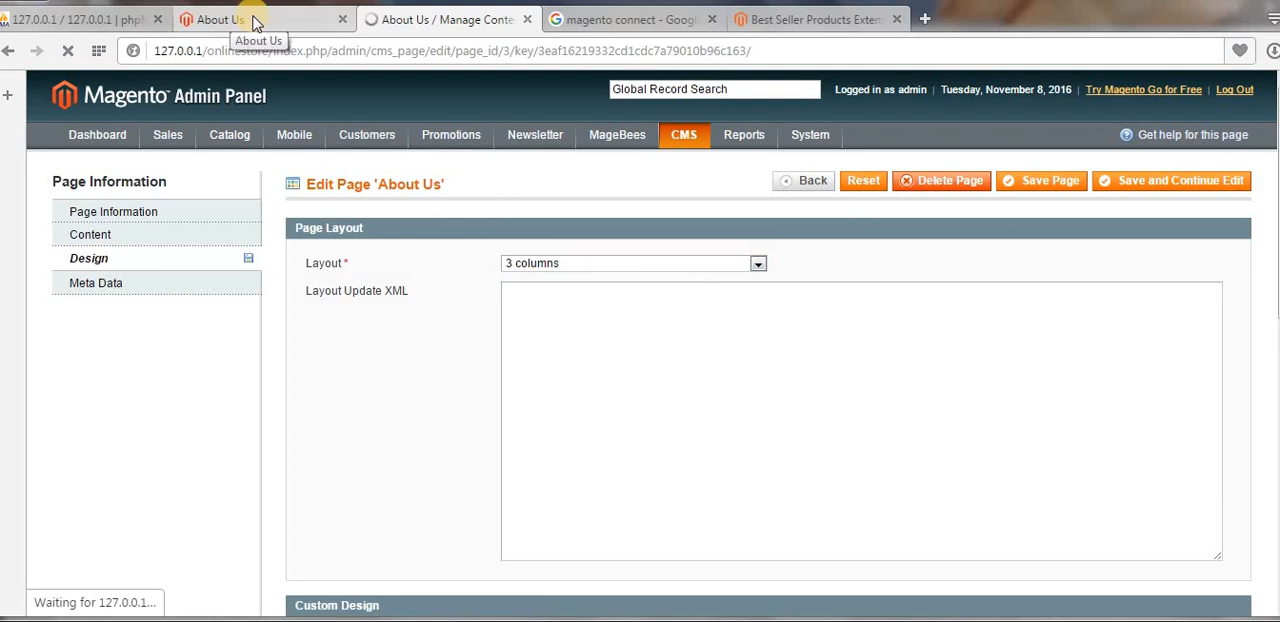 127.0.0.1 / 127.0.0.1 | phpM
About Us
About Us / Manage Conte
magento connect - Googl
Best Seller Products Exten
About Us
127.0.0.1/onlinestore/index.php/admin/cms_page/edit/page_id/3/key/3eaf16219332cd1cdc7a7903b0b96c163/
Magento Admin Panel
Global Record Search
Logged in as admin | Tuesday, November 8, 2016 | Try Magento Go for Free | Log Out
Dashboard Sales Catalog Mobile Customers Promotions Newsletter MageBees CMS Reports System
Get help for this page
Page Information
Page Information
Content
Design
Meta Data
Edit Page 'About Us'
Back Reset Delete Page Save Page Save and Continue Edit
Page Layout
Layout * 3 columns
Layout Update XML
Custom Design
Waiting for 127.0.0.1...